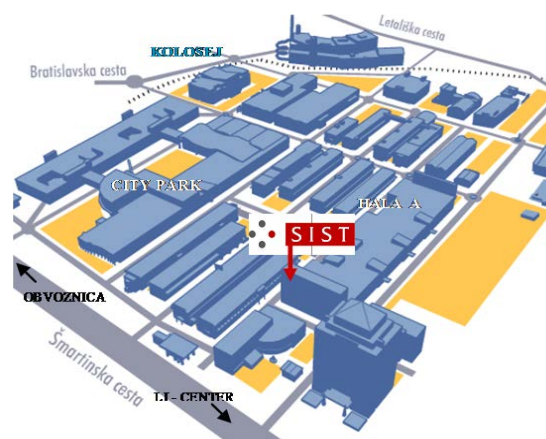 Letališka cesta
KOLOSEJ
Bratislavska cesta
CITY PARK
HALA A
SIST
OBVOZNICA
Šmartinska cesta
LJ - CENTER